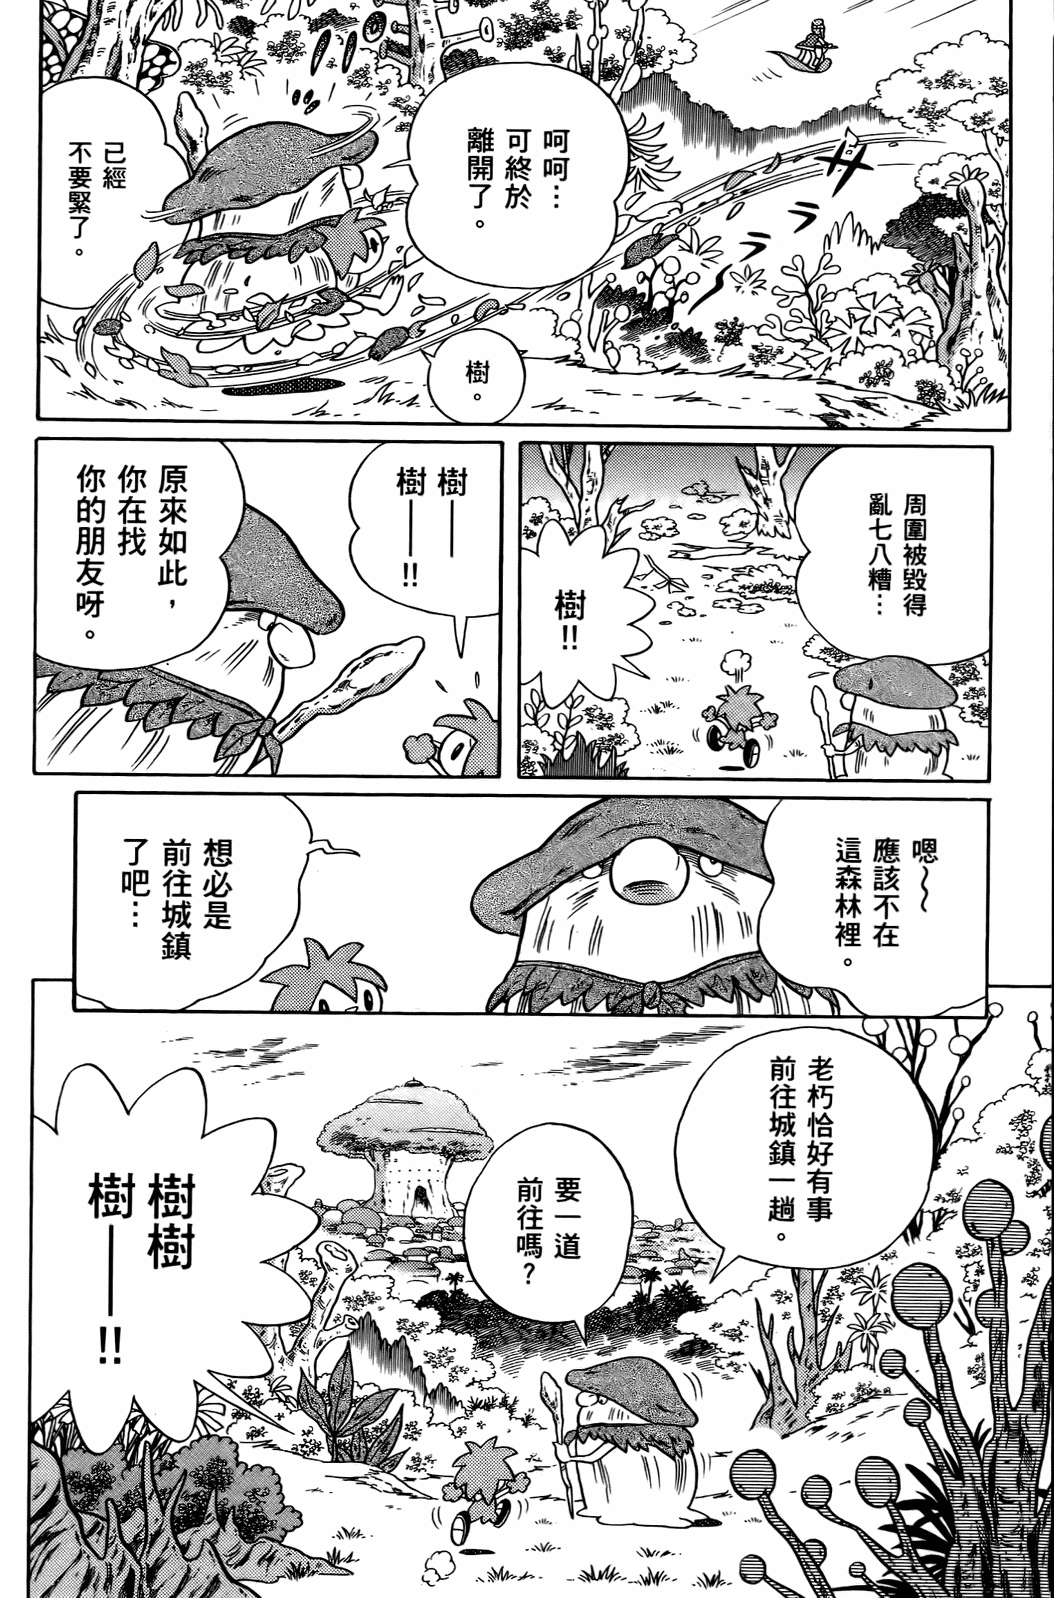 呵呵…
可終於
離開了。
已經
不要緊了。
樹。
周圍被毀得
亂七八糟…
樹!!
樹——
樹——!!
原來如此，
你在找
你的朋友呀。
嗯～
應該不在
這森林裡。
想必是
前往城鎮
了吧…
老朽恰好有事
前往城鎮一趟。
要一道
前往嗎？
樹樹
樹——!!